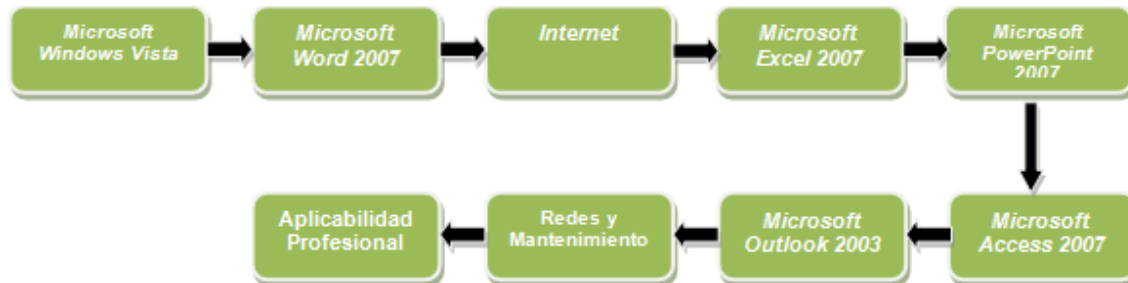 Microsoft
Windows Vista
Microsoft
Word 2007
Internet
Microsoft
Excel 2007
Microsoft
PowerPoint
2007
Microsoft
Access 2007
Microsoft
Outlook 2003
Redes y
Mantenimiento
Aplicabilidad
Profesional